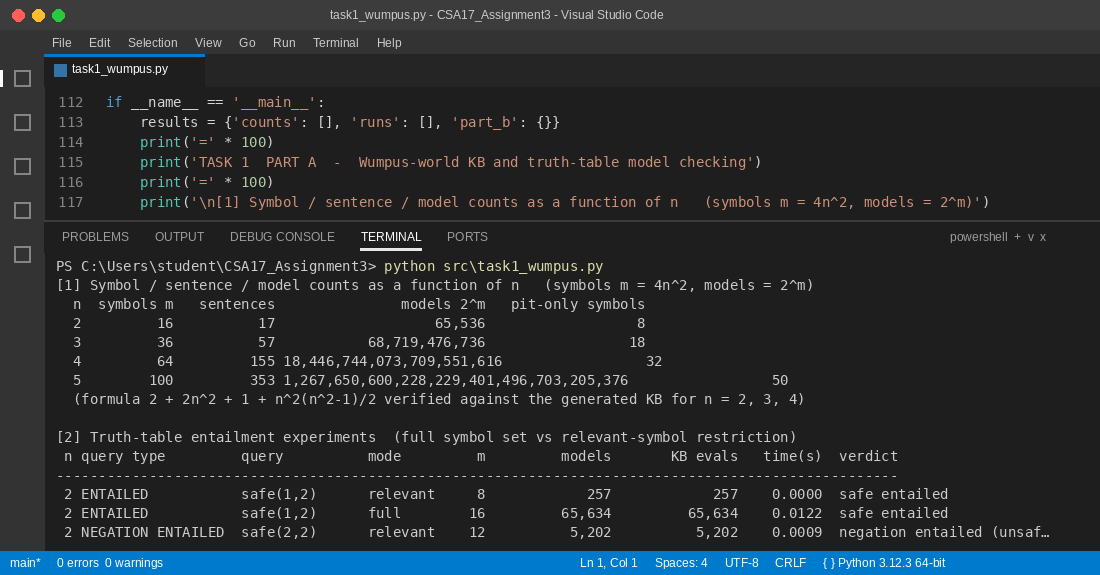 task1_wumpus.py - CSA17_Assignment3 - Visual Studio Code
File Edit Selection View Go Run Terminal Help
task1_wumpus.py
112 if __name__ == '__main__':
113 results = {'counts': [], 'runs': [], 'part_b': {}}
114 print('=' * 100)
115 print('TASK 1  PART A  -  Wumpus-world KB and truth-table model checking')
116 print('=' * 100)
117 print('\n[1] Symbol / sentence / model counts as a function of n   (symbols m = 4n^2, models = 2^m)')
PROBLEMS OUTPUT DEBUG CONSOLE TERMINAL PORTS powershell + v x
PS C:\Users\student\CSA17_Assignment3> python src\task1_wumpus.py
[1] Symbol / sentence / model counts as a function of n   (symbols m = 4n^2, models = 2^m)
n  symbols m   sentences               models 2^m   pit-only symbols
2         16          17                   65,536                  8
3         36          57           68,719,476,736                 18
4         64         155 18,446,744,073,709,551,616                 32
5        100         353 1,267,650,600,228,229,401,496,703,205,376                 50
(formula 2 + 2n^2 + 1 + n^2(n^2-1)/2 verified against the generated KB for n = 2, 3, 4)
[2] Truth-table entailment experiments  (full symbol set vs relevant-symbol restriction)
n query type         query          mode         m         models       KB evals   time(s)  verdict
----------------------------------------------------------------------------------------------------
2 ENTAILED           safe(1,2)      relevant     8            257            257    0.0000  safe entailed
2 ENTAILED           safe(1,2)      full        16         65,634         65,634    0.0122  safe entailed
2 NEGATION ENTAILED  safe(2,2)      relevant    12          5,202          5,202    0.0009  negation entailed (unsaf…
main* 0 errors 0 warnings Ln 1, Col 1 Spaces: 4 UTF-8 CRLF { } Python 3.12.3 64-bit